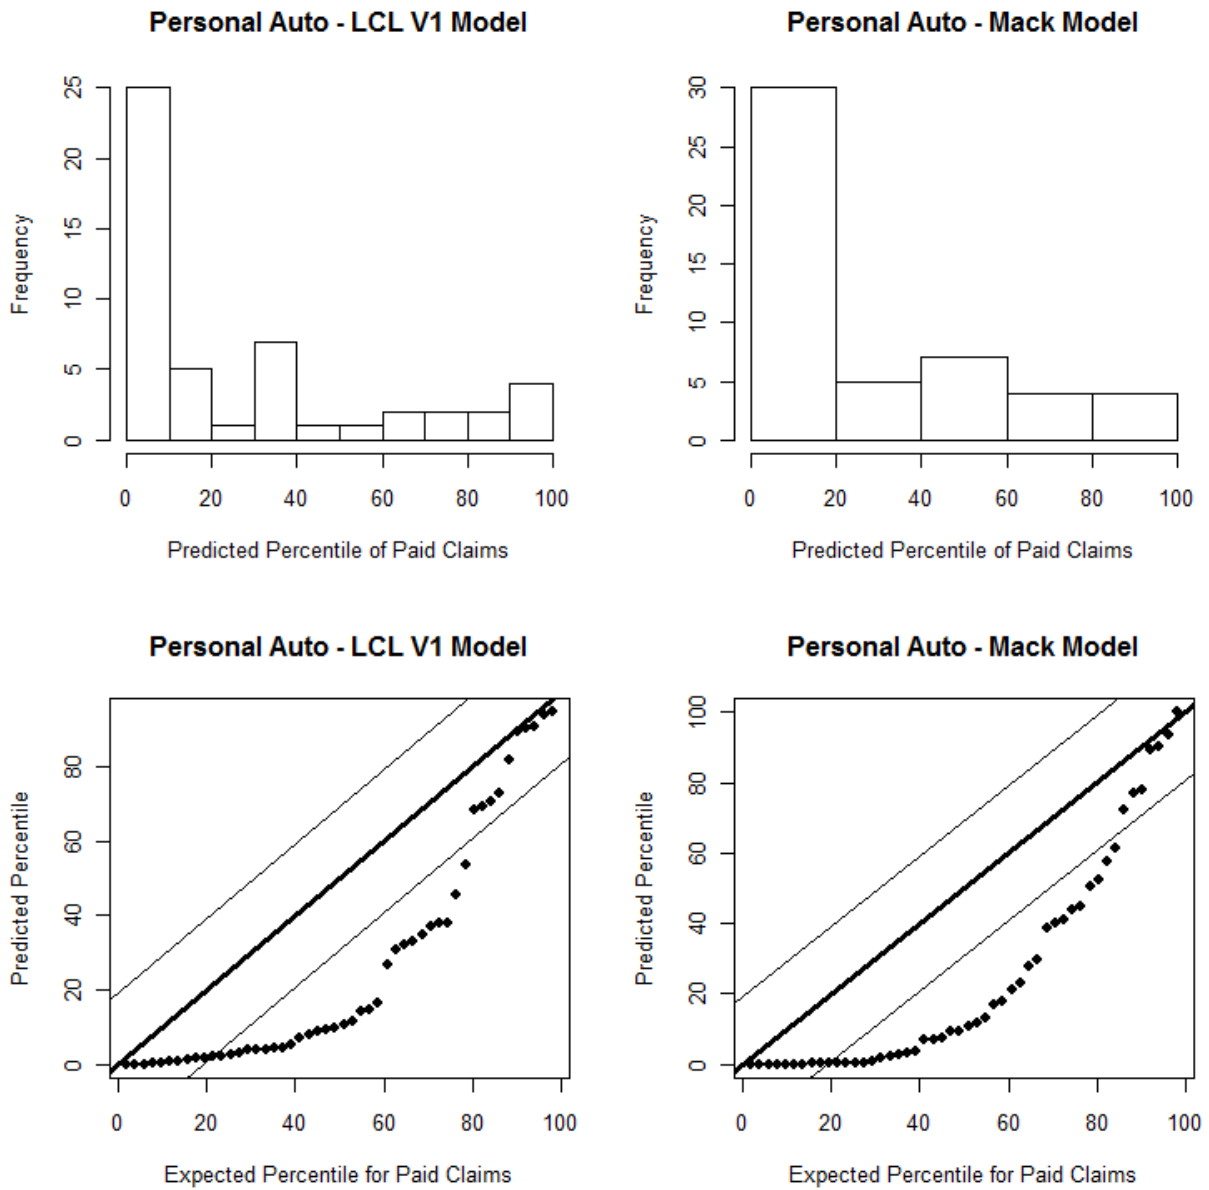 Personal Auto - LCL V1 Model
Frequency
0 5 10 15 20 25
0 20 40 60 80 100
Predicted Percentile of Paid Claims
Personal Auto - Mack Model
Frequency
0 5 10 15 20 25 30
0 20 40 60 80 100
Predicted Percentile of Paid Claims
Personal Auto - LCL V1 Model
Predicted Percentile
0 20 40 60 80
0 20 40 60 80 100
Expected Percentile for Paid Claims
Personal Auto - Mack Model
Predicted Percentile
0 20 40 60 80 100
0 20 40 60 80 100
Expected Percentile for Paid Claims